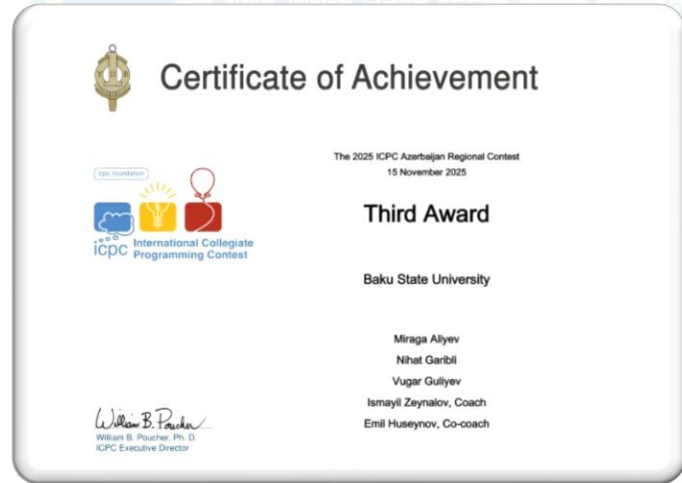 Certificate of Achievement
The 2025 ICPC Azerbaijan Regional Contest
15 November 2025
Third Award
Baku State University
Miraga Aliyev
Nihat Garibli
Vugar Guliyev
Ismayil Zeynalov, Coach
Emil Huseynov, Co-coach
icpc.foundation
icpc International Collegiate
Programming Contest
William B. Poucher
William B. Poucher, Ph. D.
ICPC Executive Director